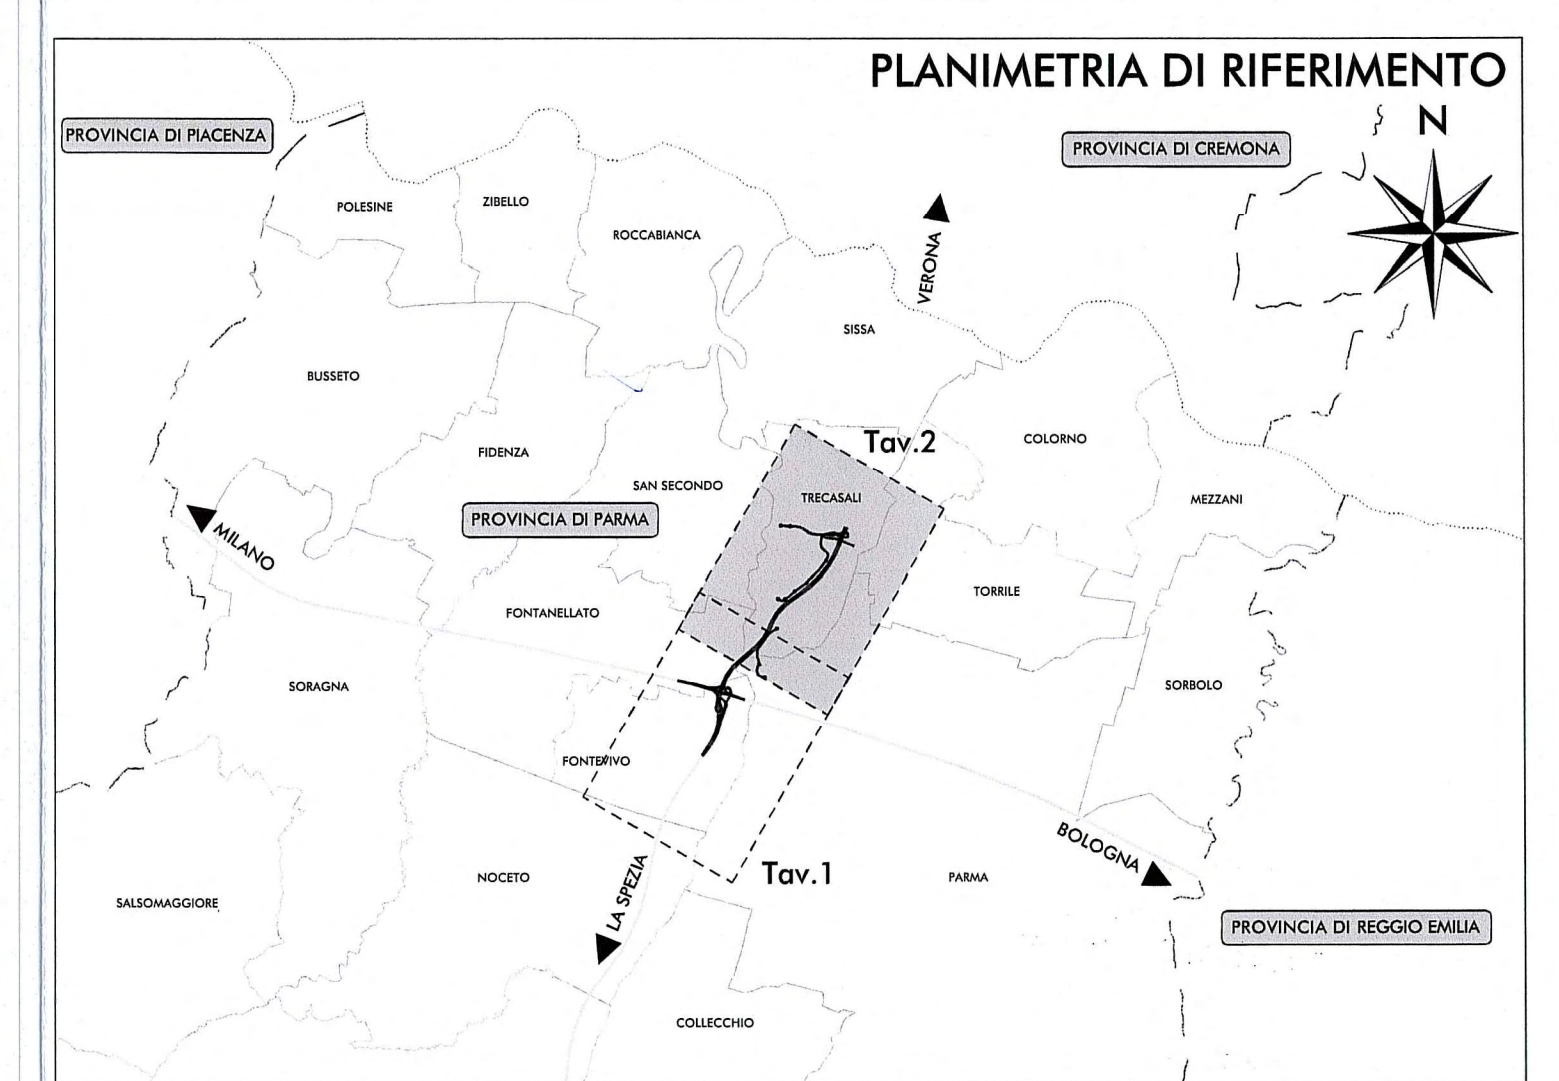 PLANIMETRIA DI RIFERIMENTO
N
PROVINCIA DI PIACENZA
PROVINCIA DI CREMONA
POLESINE
ZIBELLO
ROCCABIANCA
VERONA
SISSA
BUSSETO
Tav.2
COLORNO
FIDENZA
SAN SECONDO
TRECASALI
MEZZANI
PROVINCIA DI PARMA
MILANO
TORRILE
FONTANELLATO
SORAGNA
SORBOLO
FONTEVIVO
BOLOGNA
LA SPEZIA
Tav.1
NOCETO
PARMA
SALSOMAGGIORE
PROVINCIA DI REGGIO EMILIA
COLLECCHIO